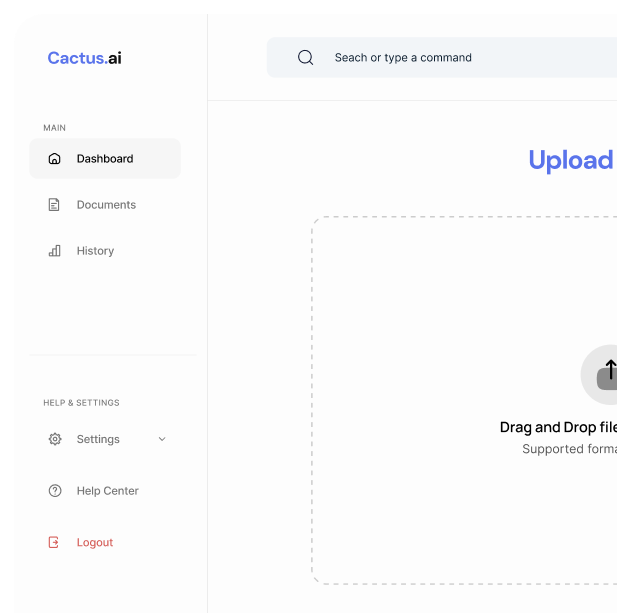 Cactus.ai
Seach or type a command
MAIN
Dashboard
Upload
Documents
History
Drag and Drop file
Supported forma
HELP & SETTINGS
Settings
Help Center
Logout